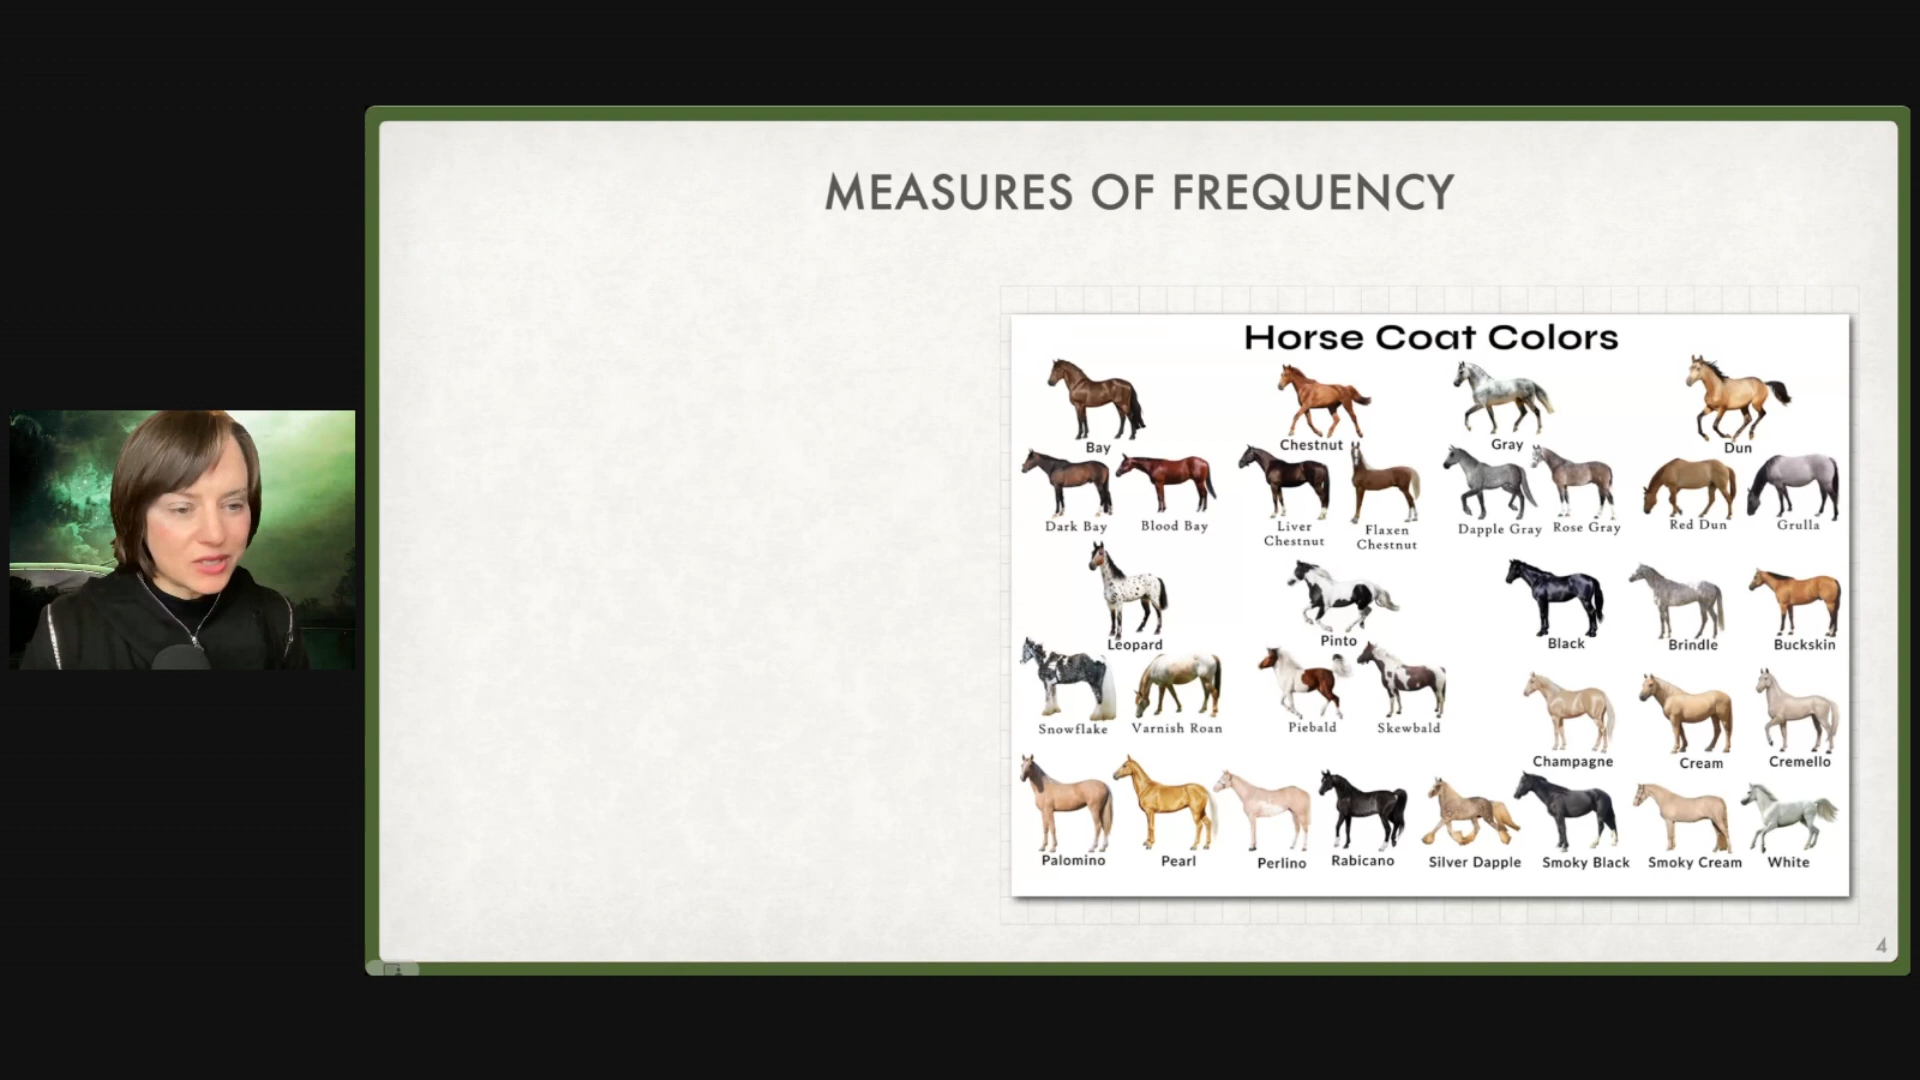 MEASURES OF FREQUENCY
Horse Coat Colors
Bay
Chestnut
Gray
Dun
Dark Bay
Blood Bay
Liver
Chestnut
Flaxen
Chestnut
Dapple Gray
Rose Gray
Red Dun
Grulla
Leopard
Pinto
Black
Brindle
Buckskin
Snowflake
Varnish Roan
Piebald
Skewbald
Champagne
Cream
Cremello
Palomino
Pearl
Perlino
Rabicano
Silver Dapple
Smoky Black
Smoky Cream
White
4